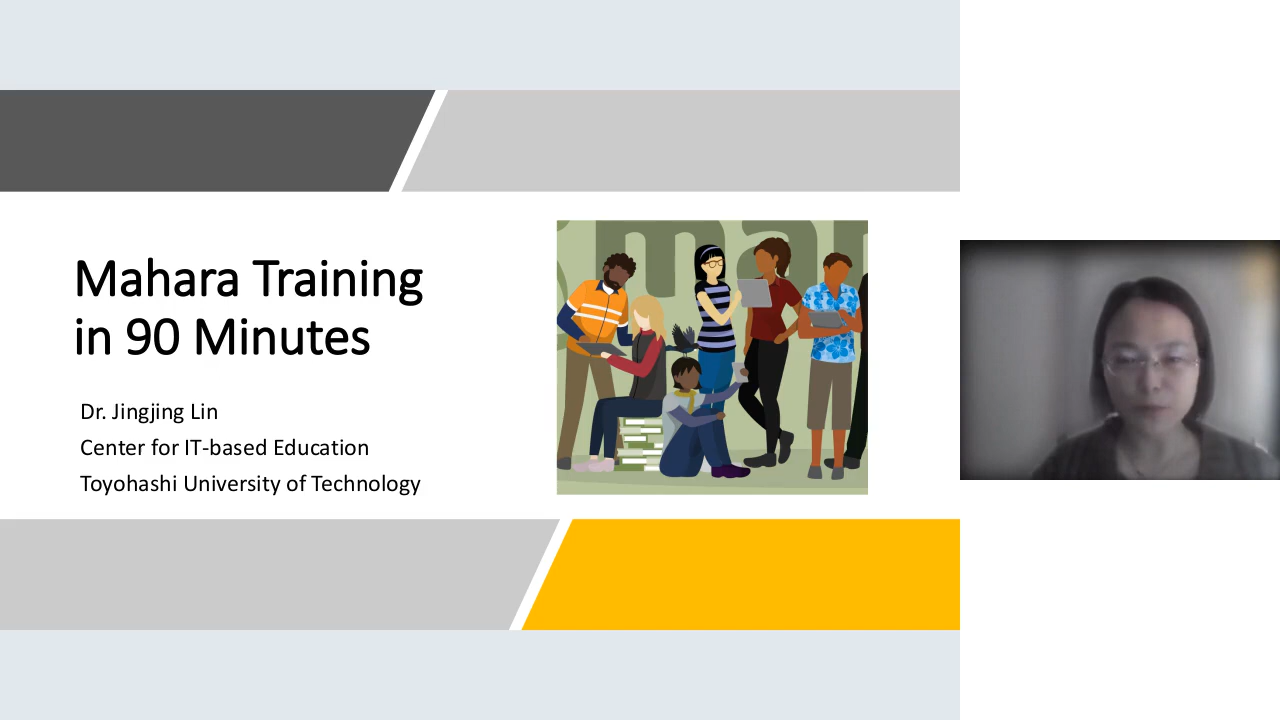 Mahara Training
in 90 Minutes
Dr. Jingjing Lin
Center for IT-based Education
Toyohashi University of Technology